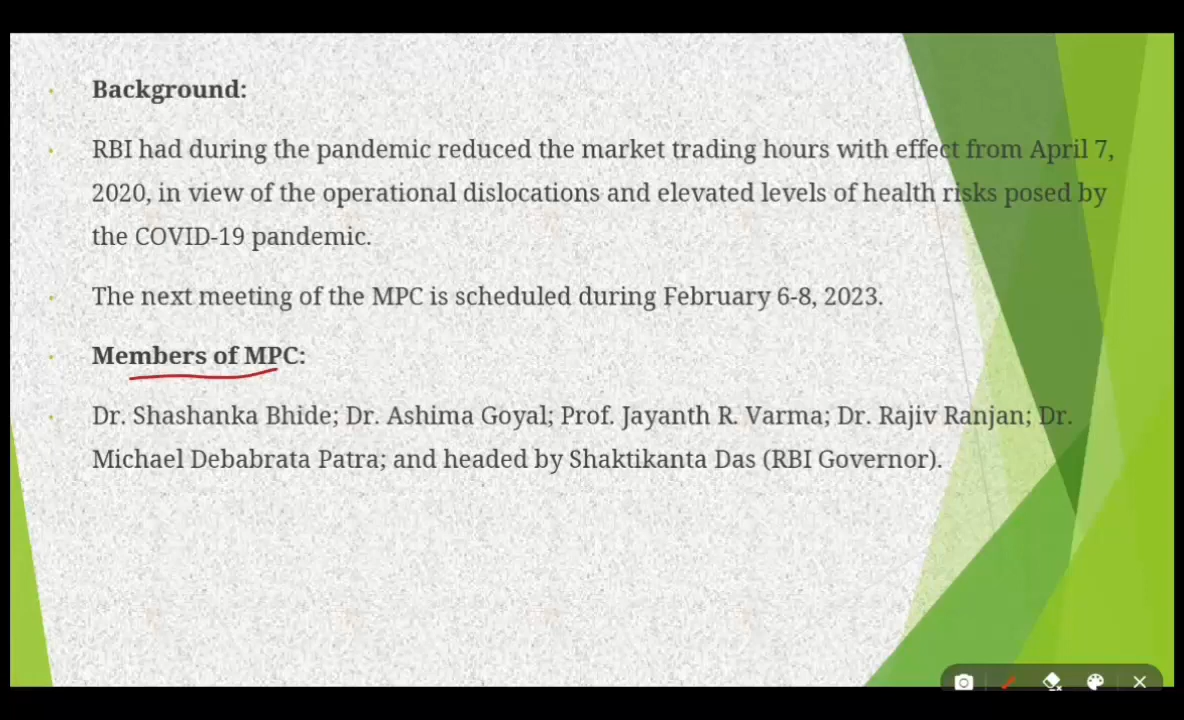 Background:
RBI had during the pandemic reduced the market trading hours with effect from April 7,
2020, in view of the operational dislocations and elevated levels of health risks posed by
the COVID-19 pandemic.
The next meeting of the MPC is scheduled during February 6-8, 2023.
Members of MPC:
Dr. Shashanka Bhide; Dr. Ashima Goyal; Prof. Jayanth R. Varma; Dr. Rajiv Ranjan; Dr.
Michael Debabrata Patra; and headed by Shaktikanta Das (RBI Governor).